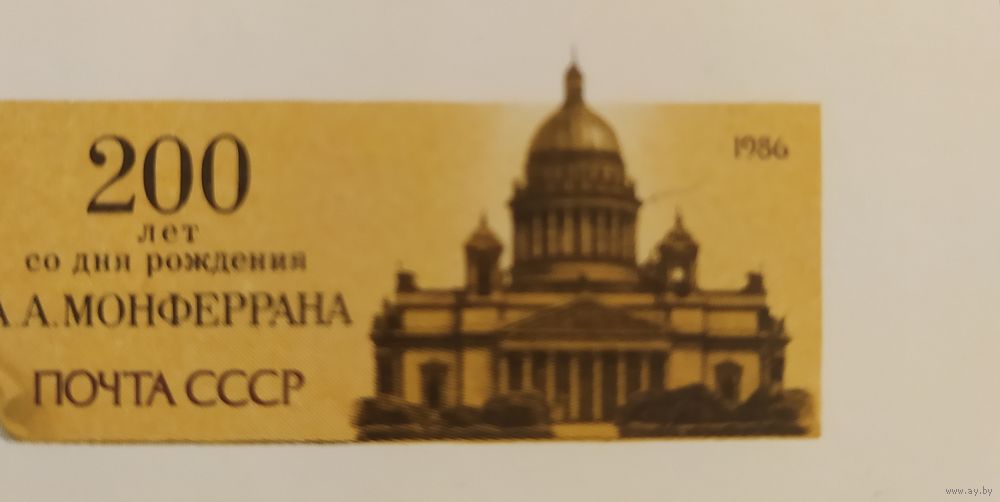 200
лет
со дня рождения
А.А.МОНФЕРРАНА
ПОЧТА СССР
1986
www.ay.by